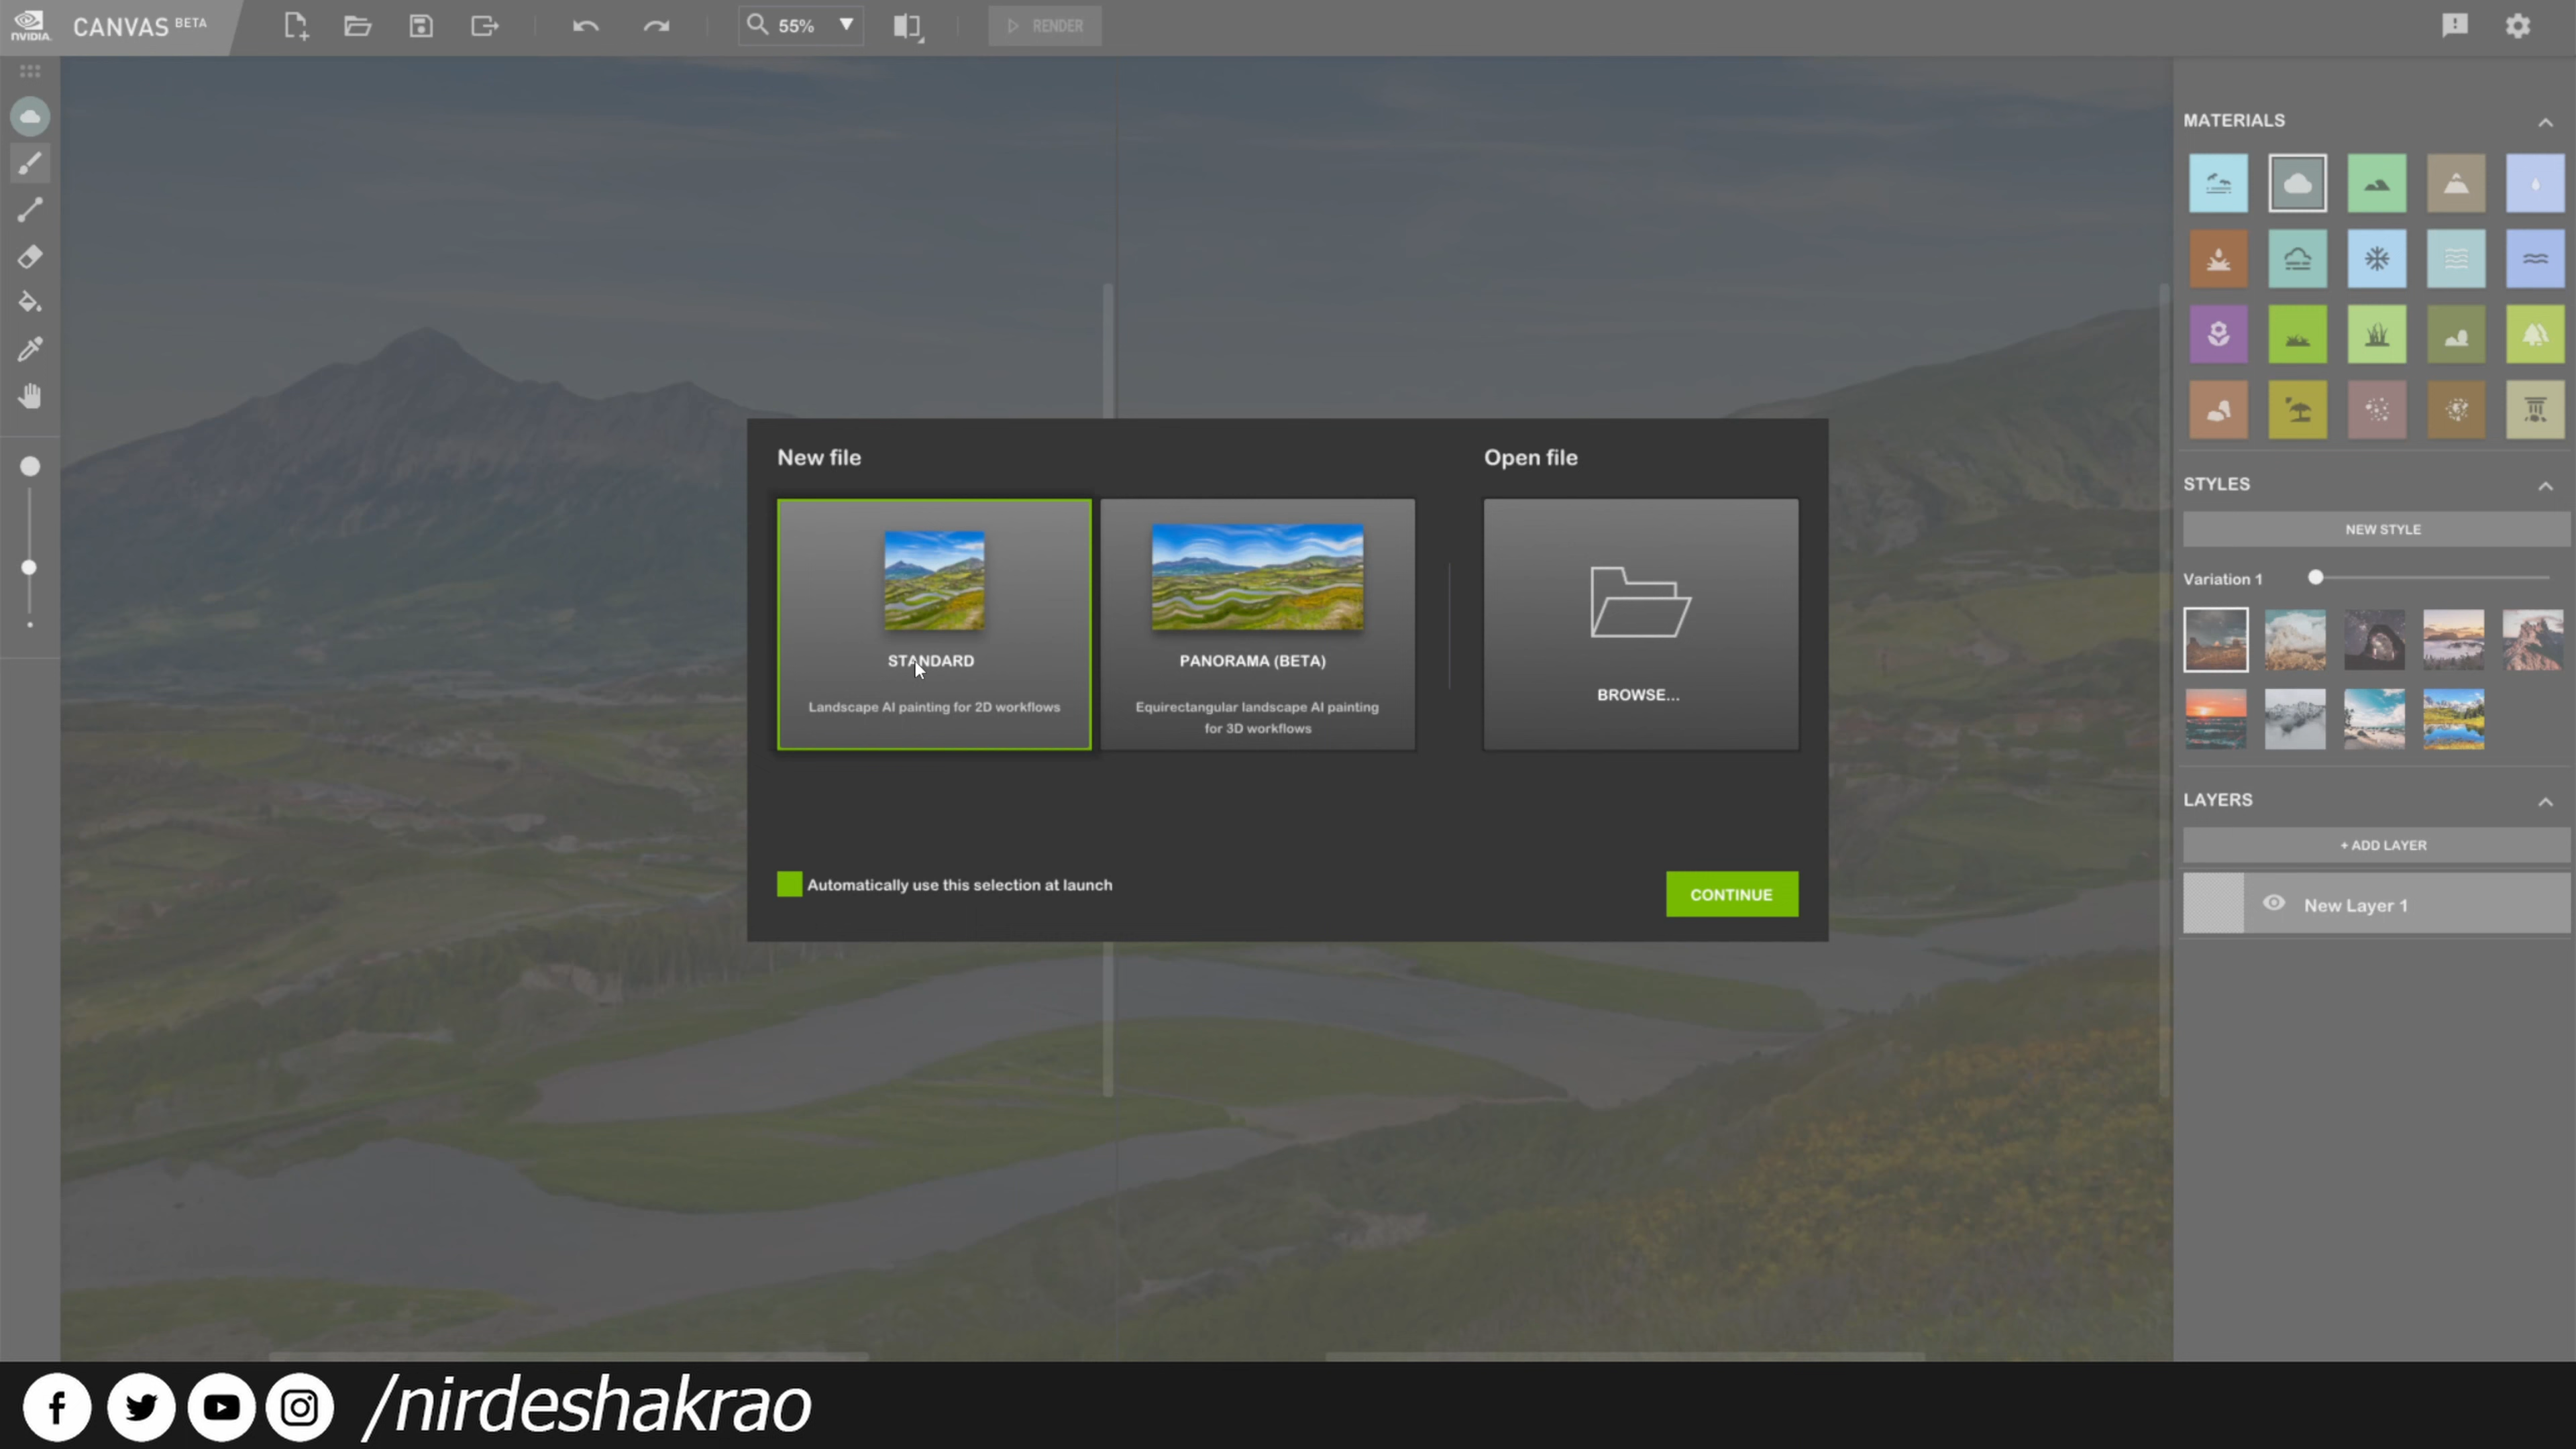 NVIDIA. CANVAS BETA
55%
RENDER
MATERIALS
New file
Open file
STANDARD
Landscape AI painting for 2D workflows
PANORAMA (BETA)
Equirectangular landscape AI painting
for 3D workflows
BROWSE...
Automatically use this selection at launch
CONTINUE
STYLES
NEW STYLE
Variation 1
LAYERS
+ ADD LAYER
New Layer 1
/nirdeshakrao